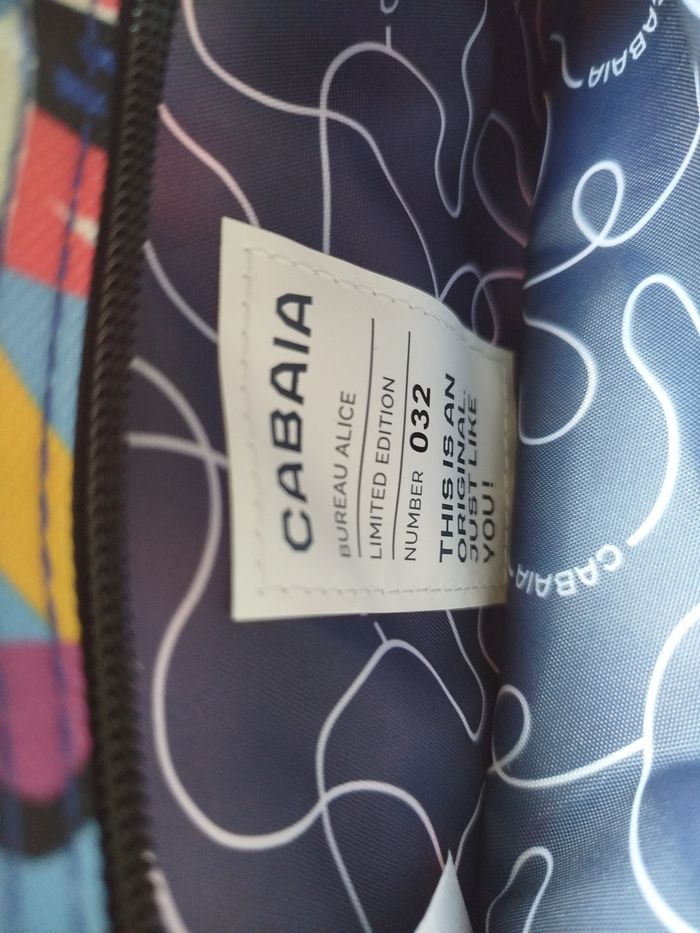 CABAIA
BUREAU ALICE
LIMITED EDITION
NUMBER 032
THIS IS AN
ORIGINAL.
JUST LIKE
YOU!
CABAIA
CABAIA